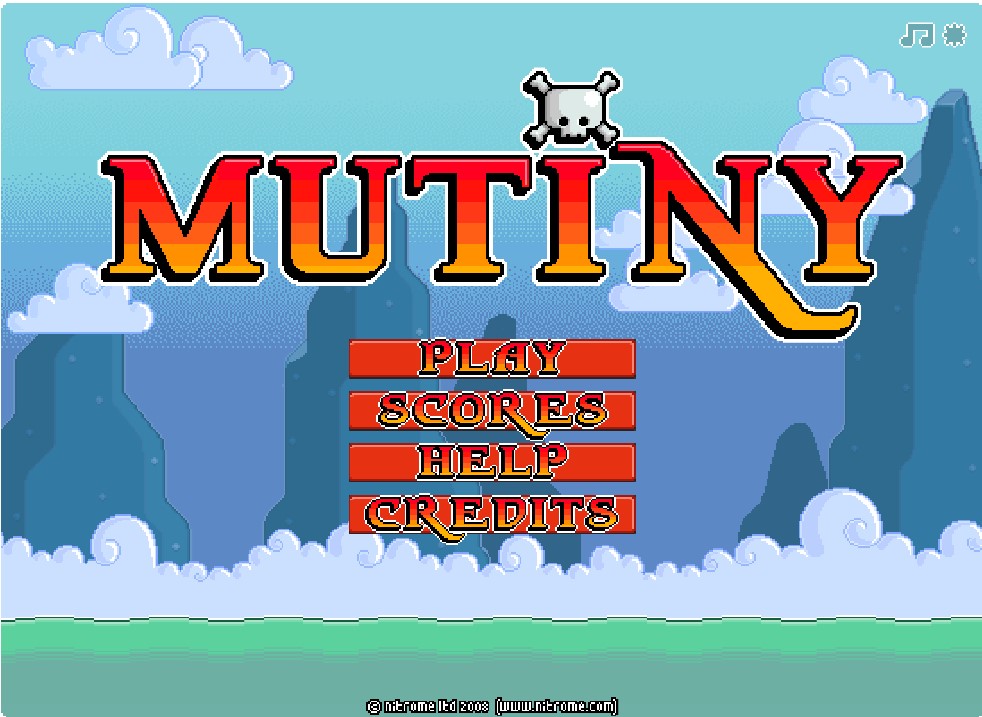 MUTINY
PLAY
SCORES
HELP
CREDITS
© nitrome ltd 2008 (www.nitrome.com)